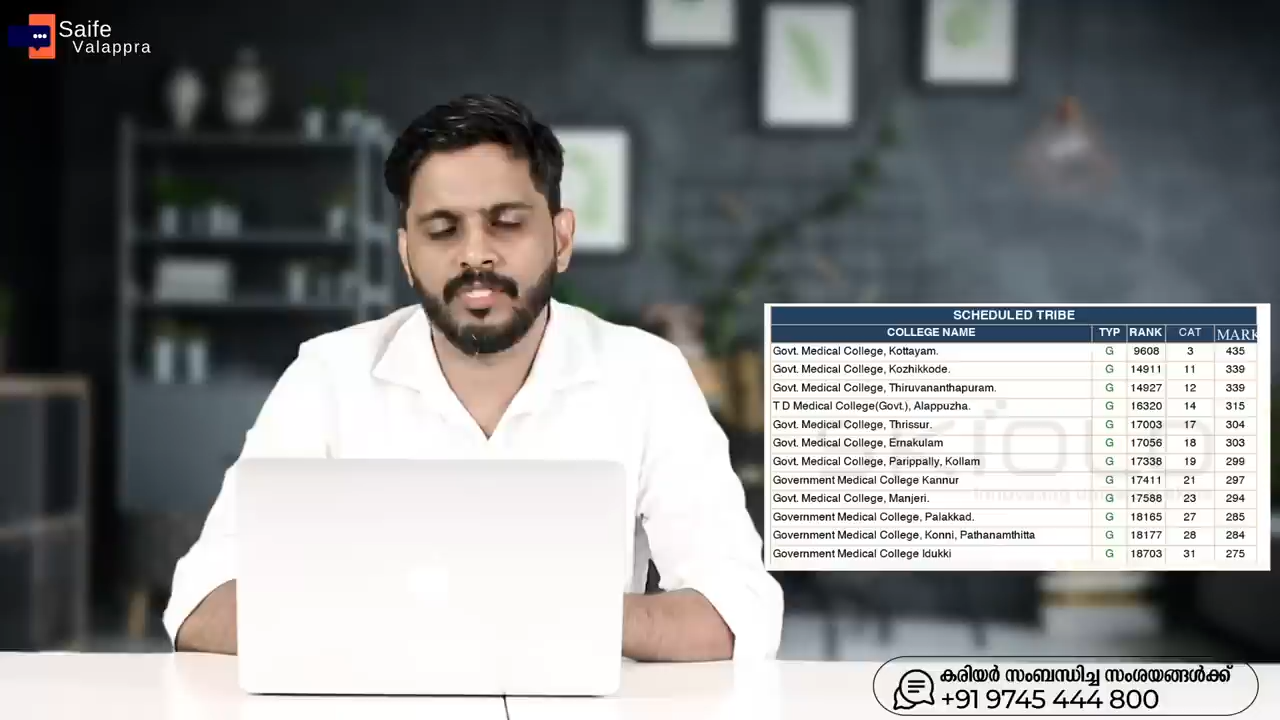 Saife
Valappra
SCHEDULED TRIBE
COLLEGE NAME TYP RANK CAT MARK
Govt. Medical College, Kottayam. G 9608 3 435
Govt. Medical College, Kozhikkode. G 14911 11 339
Govt. Medical College, Thiruvananthapuram. G 14927 12 339
T D Medical College(Govt.), Alappuzha. G 16320 14 315
Govt. Medical College, Thrissur. G 17003 17 304
Govt. Medical College, Ernakulam G 17056 18 303
Govt. Medical College, Parippally, Kollam G 17338 19 299
Government Medical College Kannur G 17411 21 297
Govt. Medical College, Manjeri. G 17588 23 294
Government Medical College, Palakkad. G 18165 27 285
Government Medical College, Konni, Pathanamthitta G 18177 28 284
Government Medical College Idukki G 18703 31 275
കരിയർ സംബന്ധിച്ച സംശയങ്ങൾക്ക്
+91 9745 444 800